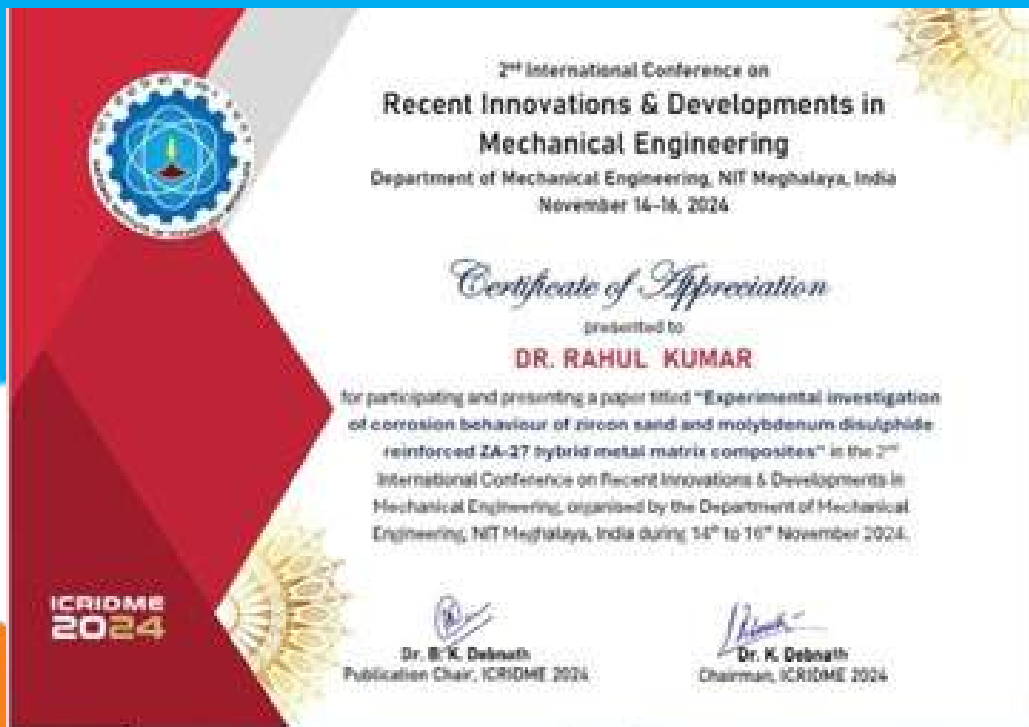 2nd International Conference on
Recent Innovations & Developments in
Mechanical Engineering
Department of Mechanical Engineering, NIT Meghalaya, India
November 14-16, 2024
Certificate of Appreciation
presented to
DR. RAHUL KUMAR
for participating and presenting a paper titled "Experimental investigation
of corrosion behaviour of zircon sand and molybdenum disulphide
reinforced ZA-27 hybrid metal matrix composites" in the 2nd
International Conference on Recent Innovations & Developments in
Mechanical Engineering, organised by the Department of Mechanical
Engineering, NIT Meghalaya, India during 14th to 16th November 2024.
ICRIDME
2024
Dr. B. K. Debnath
Publication Chair, ICRIDME 2024
Dr. K. Debnath
Chairman, ICRIDME 2024